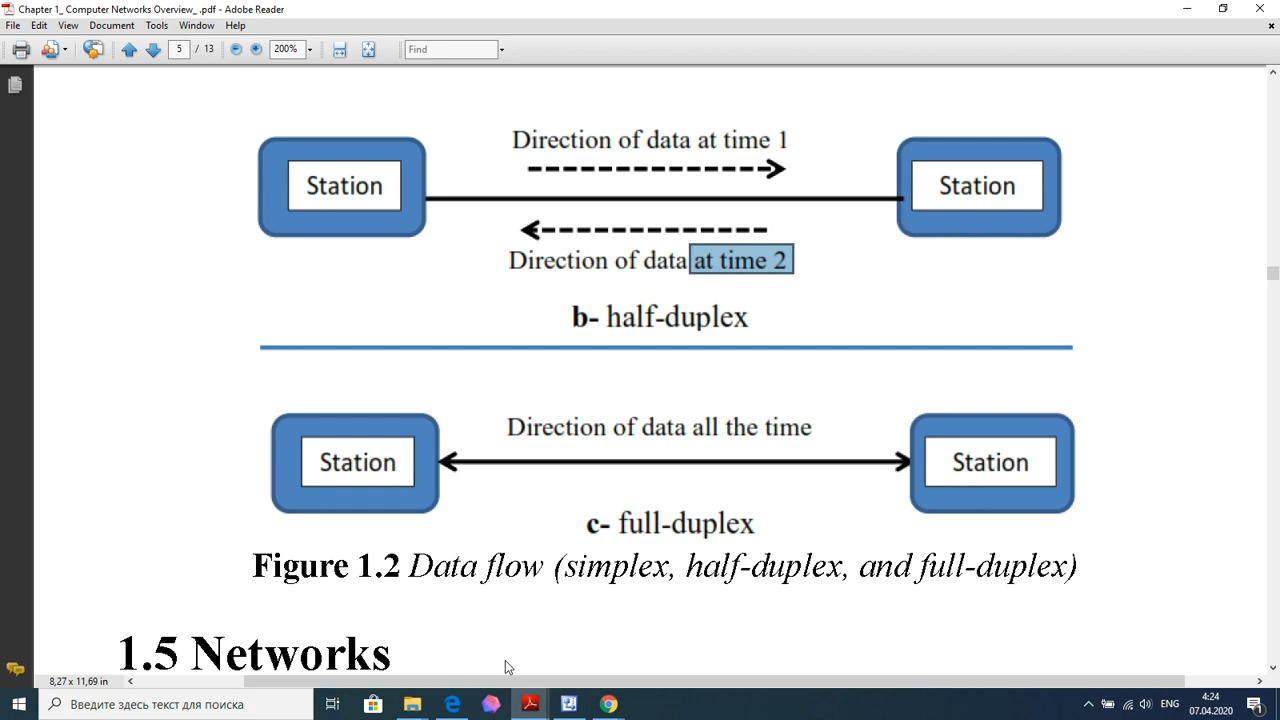 Chapter 1_ Computer Networks Overview_ .pdf - Adobe Reader
File Edit View Document Tools Window Help
5 / 13 200% Find
Direction of data at time 1
Station Station
Direction of data at time 2
b- half-duplex
Direction of data all the time
Station Station
c- full-duplex
Figure 1.2 Data flow (simplex, half-duplex, and full-duplex)
1.5 Networks
8,27 x 11,69 in
Введите здесь текст для поиска
ENG
4:24
07.04.2020
1